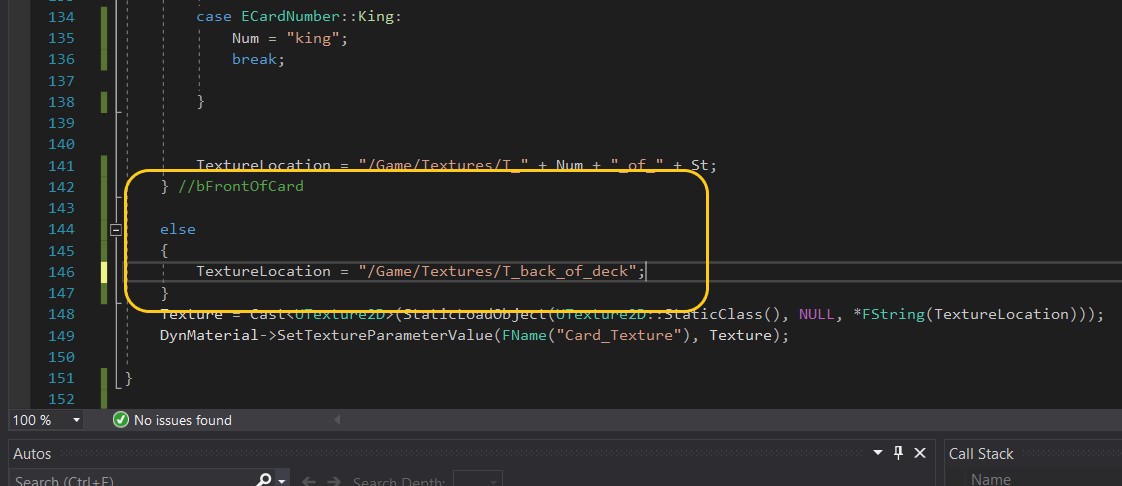 134 case ECardNumber::King:
135 Num = "king";
136 break;
137
138 }
139
140
141 TextureLocation = "/Game/Textures/T_" + Num + "_of_" + St;
142 } //bFrontOfCard
143
144 else
145 {
146 TextureLocation = "/Game/Textures/T_back_of_deck";
147 }
148 Texture = Cast<UTexture2D>(StaticLoadObject(UTexture2D::StaticClass(), NULL, *FString(TextureLocation)));
149 DynMaterial->SetTextureParameterValue(FName("Card_Texture"), Texture);
150
151 }
152
100 % No issues found
Autos
Call Stack
Search (Ctrl+E)
Search Depth:
Name